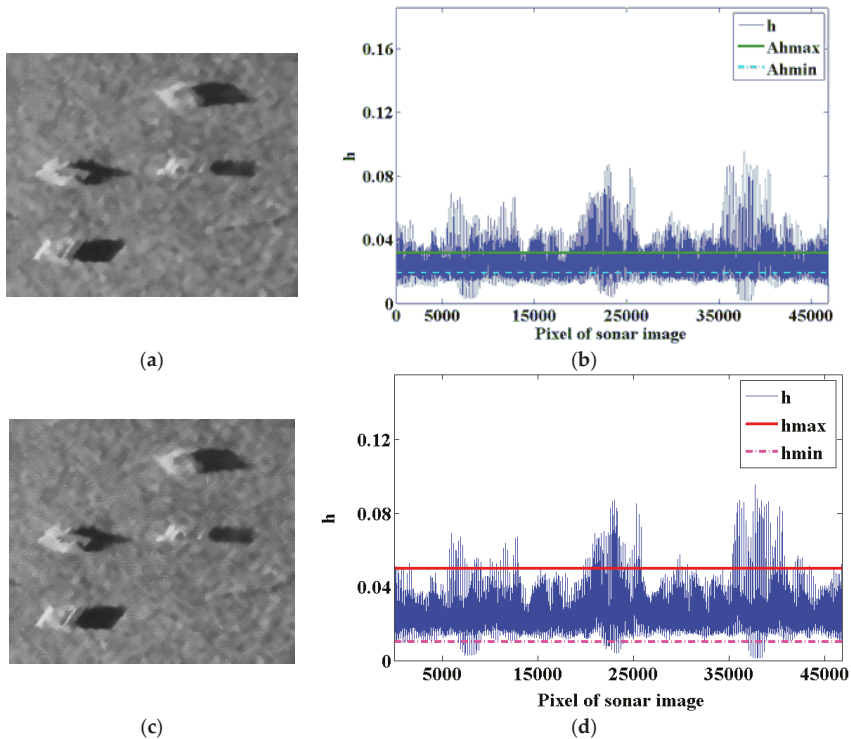 (a)
0.16
0.12
0.08
0.04
0
h
h
Ahmax
Ahmin
0 5000 15000 25000 35000 45000
Pixel of sonar image
(b)
(c)
0.12
0.08
0.04
0
h
h
hmax
hmin
5000 15000 25000 35000 45000
Pixel of sonar image
(d)